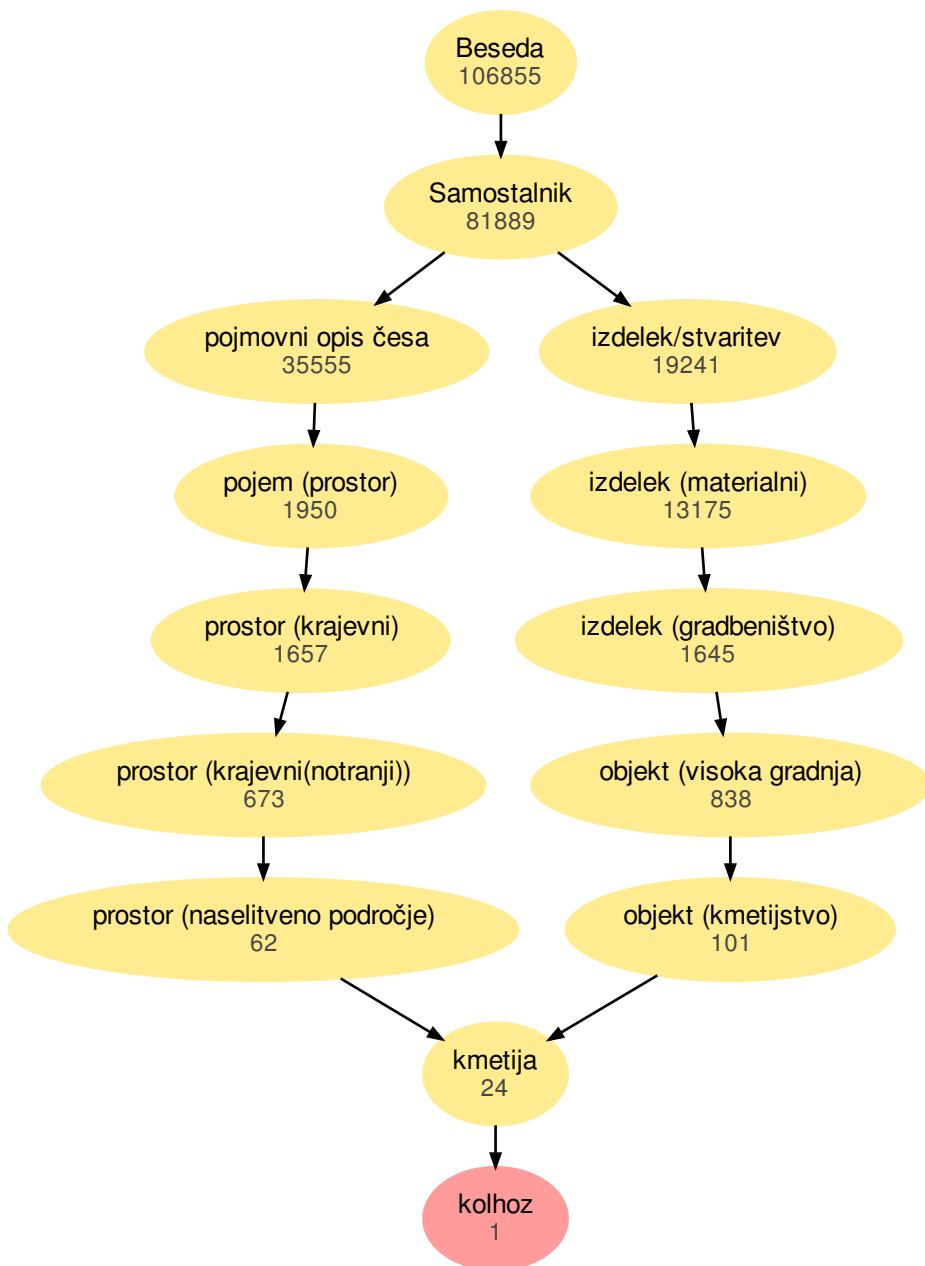 Beseda
106855
Samostalnik
81889
pojmovni opis česa
35555
izdelek/stvaritev
19241
pojem (prostor)
1950
izdelek (materialni)
13175
prostor (krajevni)
1657
izdelek (gradbeništvo)
1645
prostor (krajevni(notranji))
673
objekt (visoka gradnja)
838
prostor (naselitveno področje)
62
objekt (kmetijstvo)
101
kmetija
24
kolhoz
1